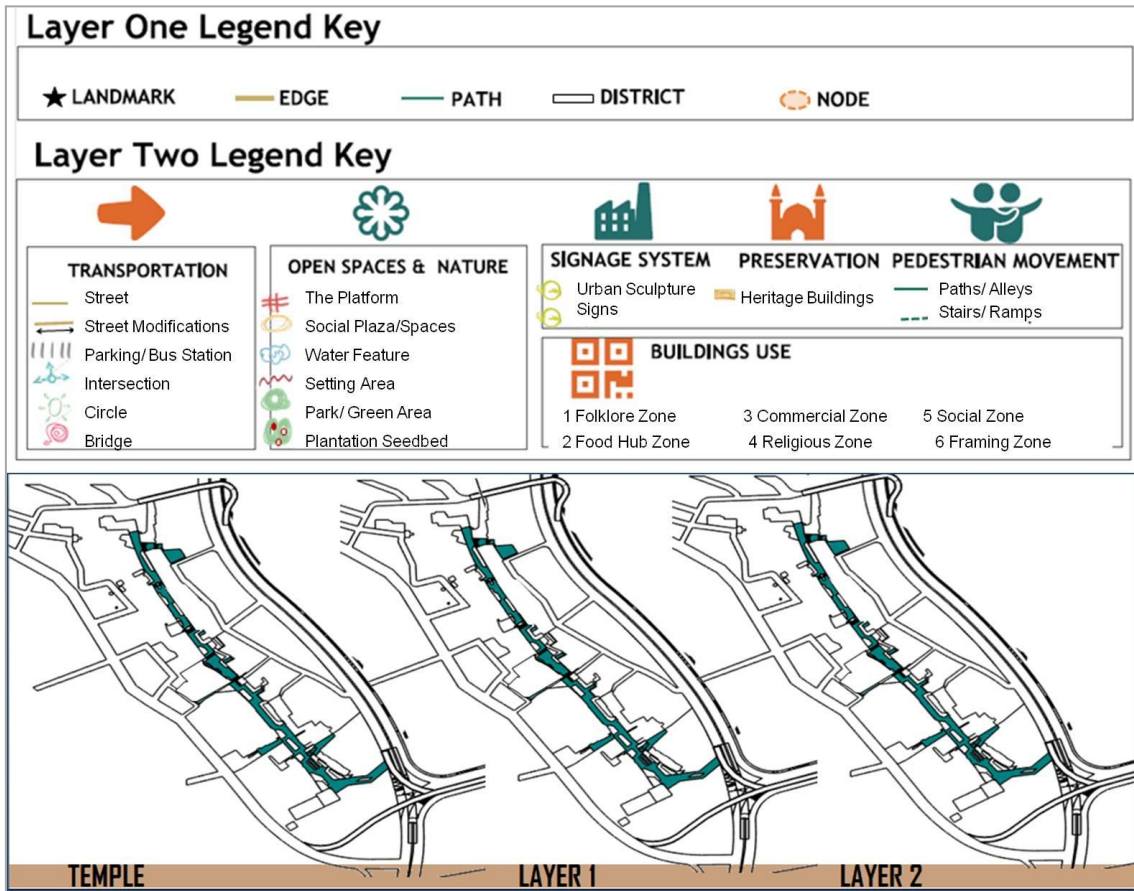 Layer One Legend Key
LANDMARK EDGE PATH DISTRICT NODE
Layer Two Legend Key
TRANSPORTATION
Street
Street Modifications
Parking/ Bus Station
Intersection
Circle
Bridge
OPEN SPACES & NATURE
The Platform
Social Plaza/Spaces
Water Feature
Setting Area
Park/ Green Area
Plantation Seedbed
SIGNAGE SYSTEM
Urban Sculpture
Signs
PRESERVATION
Heritage Buildings
PEDESTRIAN MOVEMENT
Paths/ Alleys
Stairs/ Ramps
BUILDINGS USE
1 Folklore Zone 3 Commercial Zone 5 Social Zone
2 Food Hub Zone 4 Religious Zone 6 Framing Zone
TEMPLE LAYER 1 LAYER 2